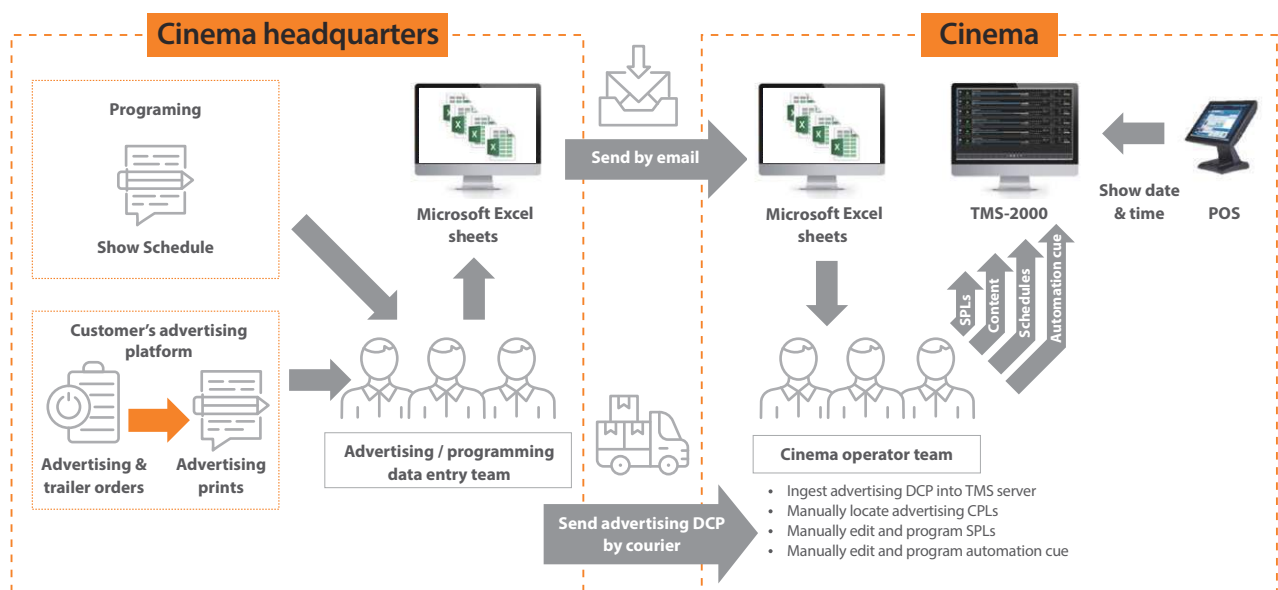 Cinema headquarters
Programing
Show Schedule
Customer's advertising
platform
Advertising &
trailer orders
Advertising
prints
Microsoft Excel
sheets
Advertising / programming
data entry team
Send by email
Send advertising DCP
by courier
Cinema
Microsoft Excel
sheets
TMS-2000
Show date
& time
POS
SPLs
Content
Schedules
Automation cue
Cinema operator team
• Ingest advertising DCP into TMS server
• Manually locate advertising CPLs
• Manually edit and program SPLs
• Manually edit and program automation cue